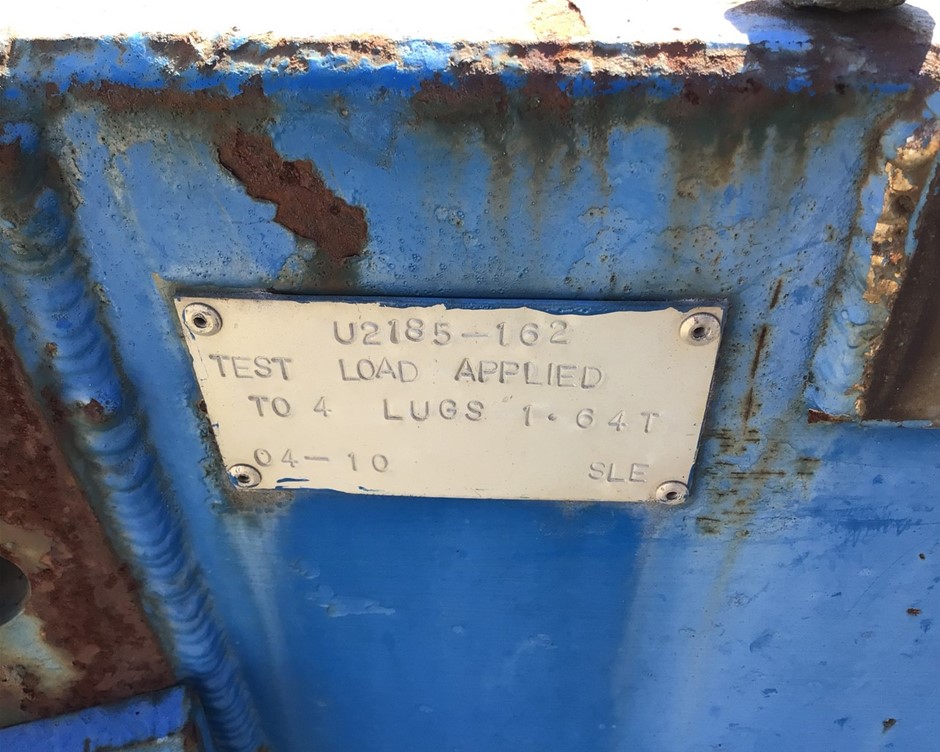 U2185-162
TEST LOAD APPLIED
TO 4 LUGS 1.64T
04-10 SLE